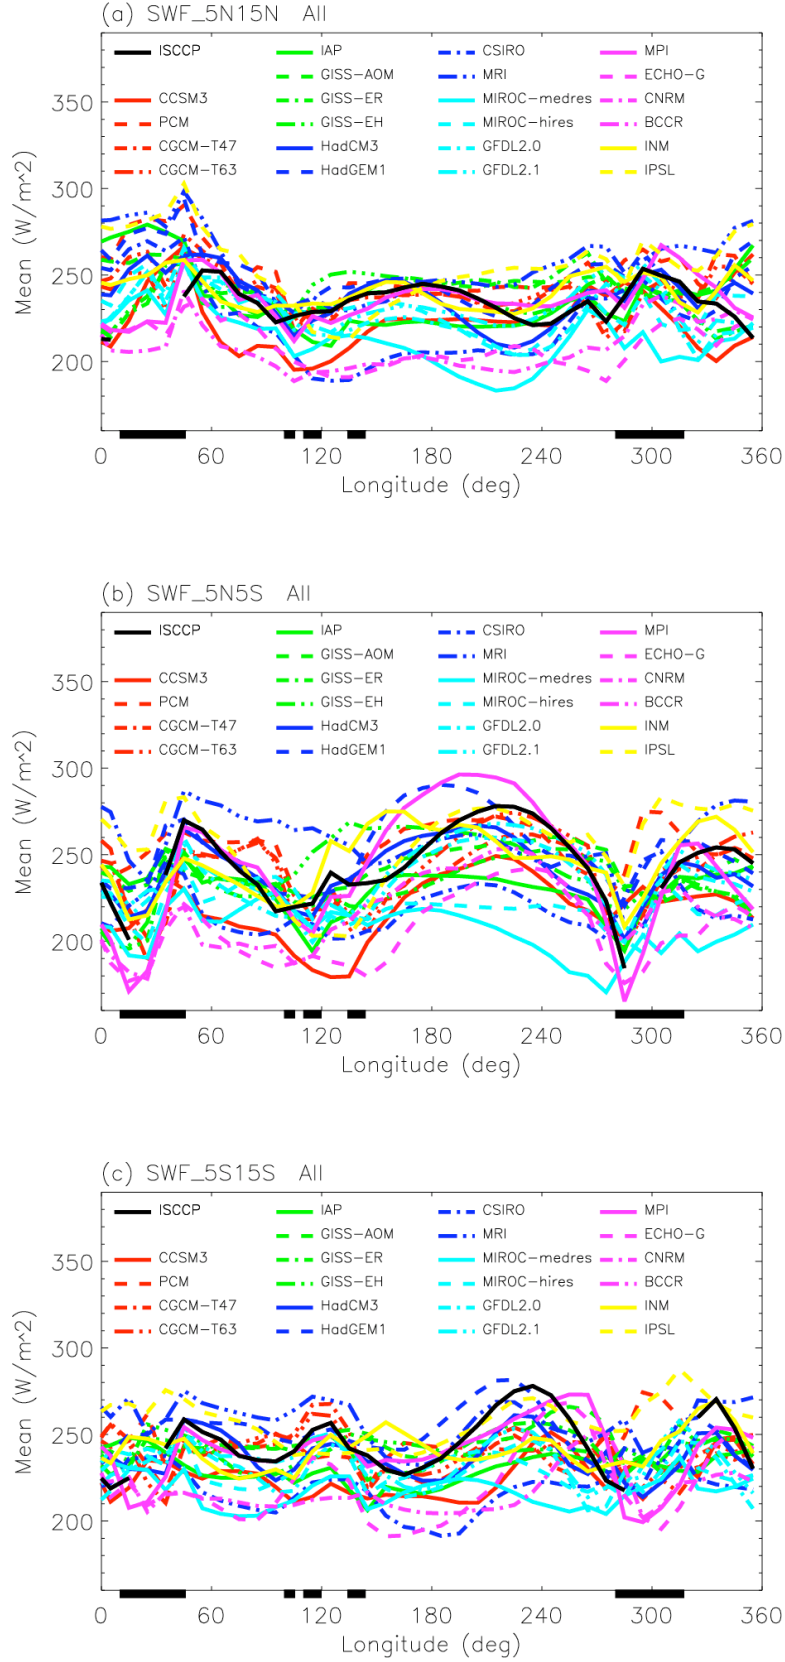 (a) SWF_5N15N All
ISCCP IAP CSIRO MPI
GISS-AOM MRI ECHO-G
CCSM3 GISS-ER MIROC-medres CNRM
PCM GISS-EH MIROC-hires BCCR
CGCM-T47 HadCM3 GFDL2.0 INM
CGCM-T63 HadGEM1 GFDL2.1 IPSL
Mean (W/m^2)
350
300
250
200
0 60 120 180 240 300 360
Longitude (deg)
(b) SWF_5N5S All
ISCCP IAP CSIRO MPI
GISS-AOM MRI ECHO-G
CCSM3 GISS-ER MIROC-medres CNRM
PCM GISS-EH MIROC-hires BCCR
CGCM-T47 HadCM3 GFDL2.0 INM
CGCM-T63 HadGEM1 GFDL2.1 IPSL
Mean (W/m^2)
350
300
250
200
0 60 120 180 240 300 360
Longitude (deg)
(c) SWF_5S15S All
ISCCP IAP CSIRO MPI
GISS-AOM MRI ECHO-G
CCSM3 GISS-ER MIROC-medres CNRM
PCM GISS-EH MIROC-hires BCCR
CGCM-T47 HadCM3 GFDL2.0 INM
CGCM-T63 HadGEM1 GFDL2.1 IPSL
Mean (W/m^2)
350
300
250
200
0 60 120 180 240 300 360
Longitude (deg)